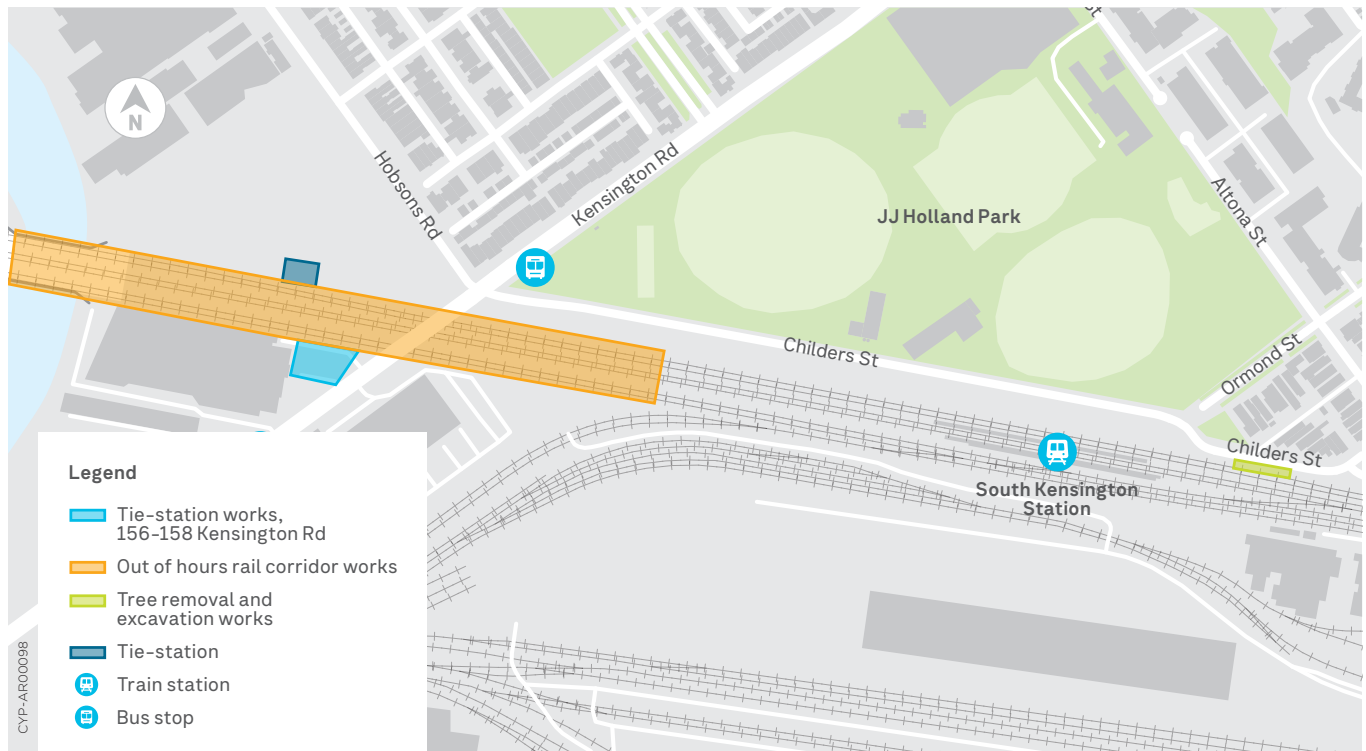 St
St
N
Hobsons Rd
Kensington Rd
JJ Holland Park
Altona St
Childers St
Ormond St
Childers St
South Kensington
Station
Legend
Tie-station works,
156-158 Kensington Rd
Out of hours rail corridor works
Tree removal and
excavation works
Tie-station
Train station
Bus stop
CYP-AR00098